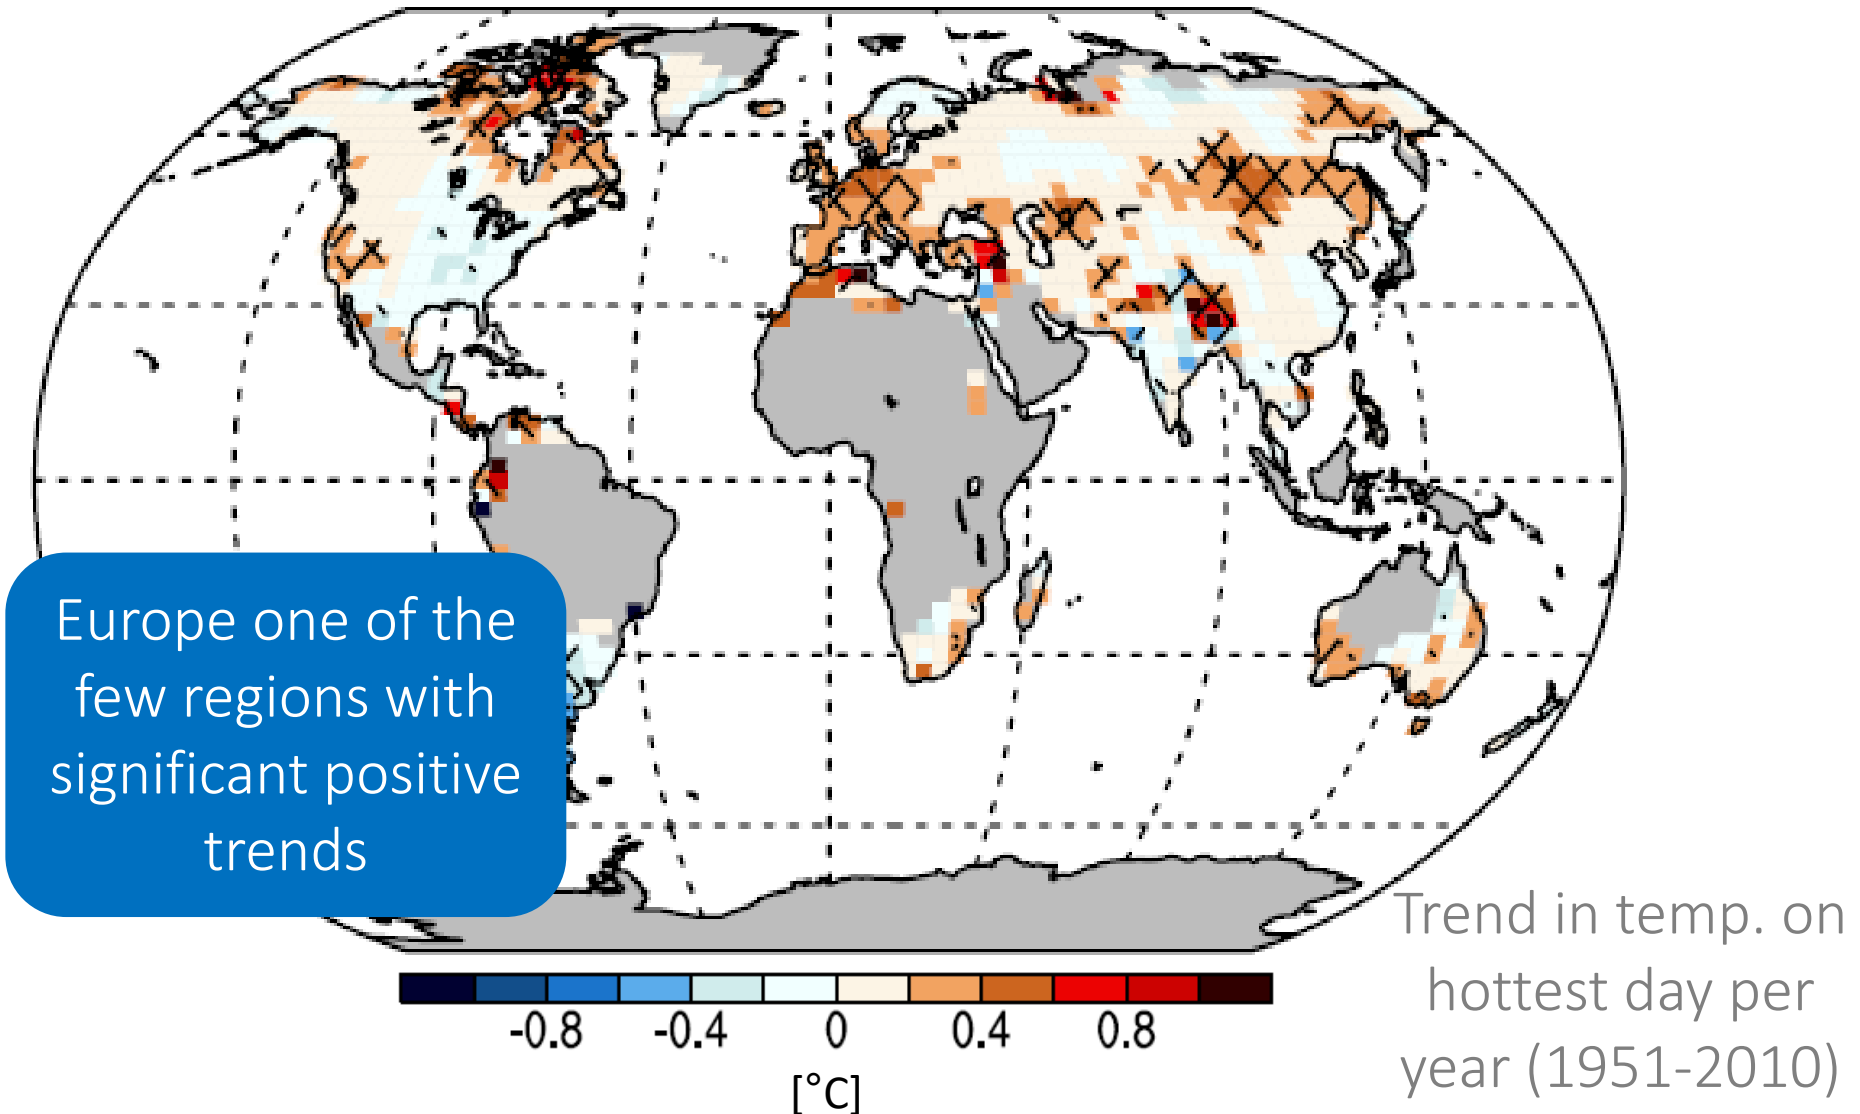 Europe one of the
few regions with
significant positive
trends
Trend in temp. on
hottest day per
year (1951-2010)
-0.8 -0.4 0 0.4 0.8
[°C]